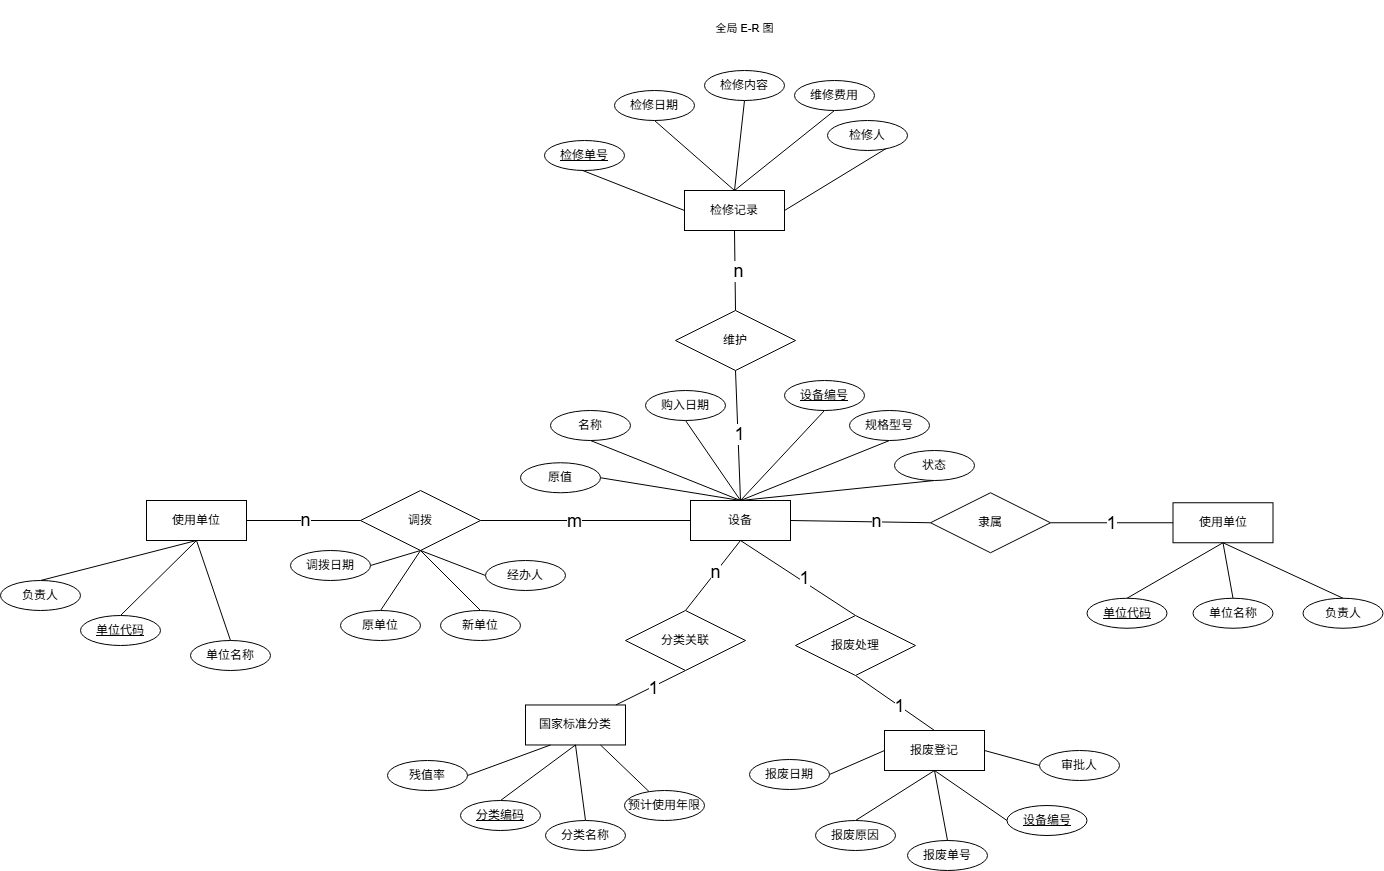 全局 E-R 图
检修内容
维修费用
检修日期
检修人
检修单号
检修记录
n
维护
设备编号
购入日期
名称
规格型号
1
状态
原值
使用单位
n
调拨
m
设备
n
隶属
1
使用单位
调拨日期
经办人
n
1
负责人
单位代码
单位名称
原单位
新单位
分类关联
报废处理
单位代码
单位名称
负责人
1
1
国家标准分类
报废登记
残值率
分类编码
分类名称
预计使用年限
报废日期
审批人
报废原因
报废单号
设备编号